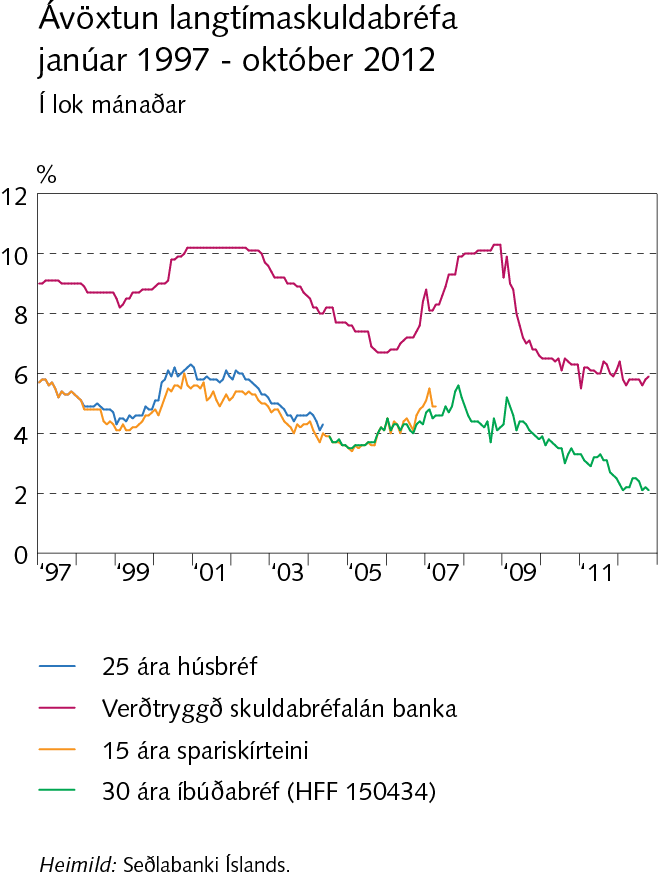 Ávöxtun langtímaskuldabréfa
janúar 1997 - október 2012
Í lok mánaðar
%
12
10
8
6
4
2
0
‘97 ‘99 ‘01 ‘03 ‘05 ‘07 ‘09 ‘11
25 ára húsbréf
Verðtryggð skuldabréfalán banka
15 ára spariskírteini
30 ára íbúðabréf (HFF 150434)
Heimild: Seðlabanki Íslands.